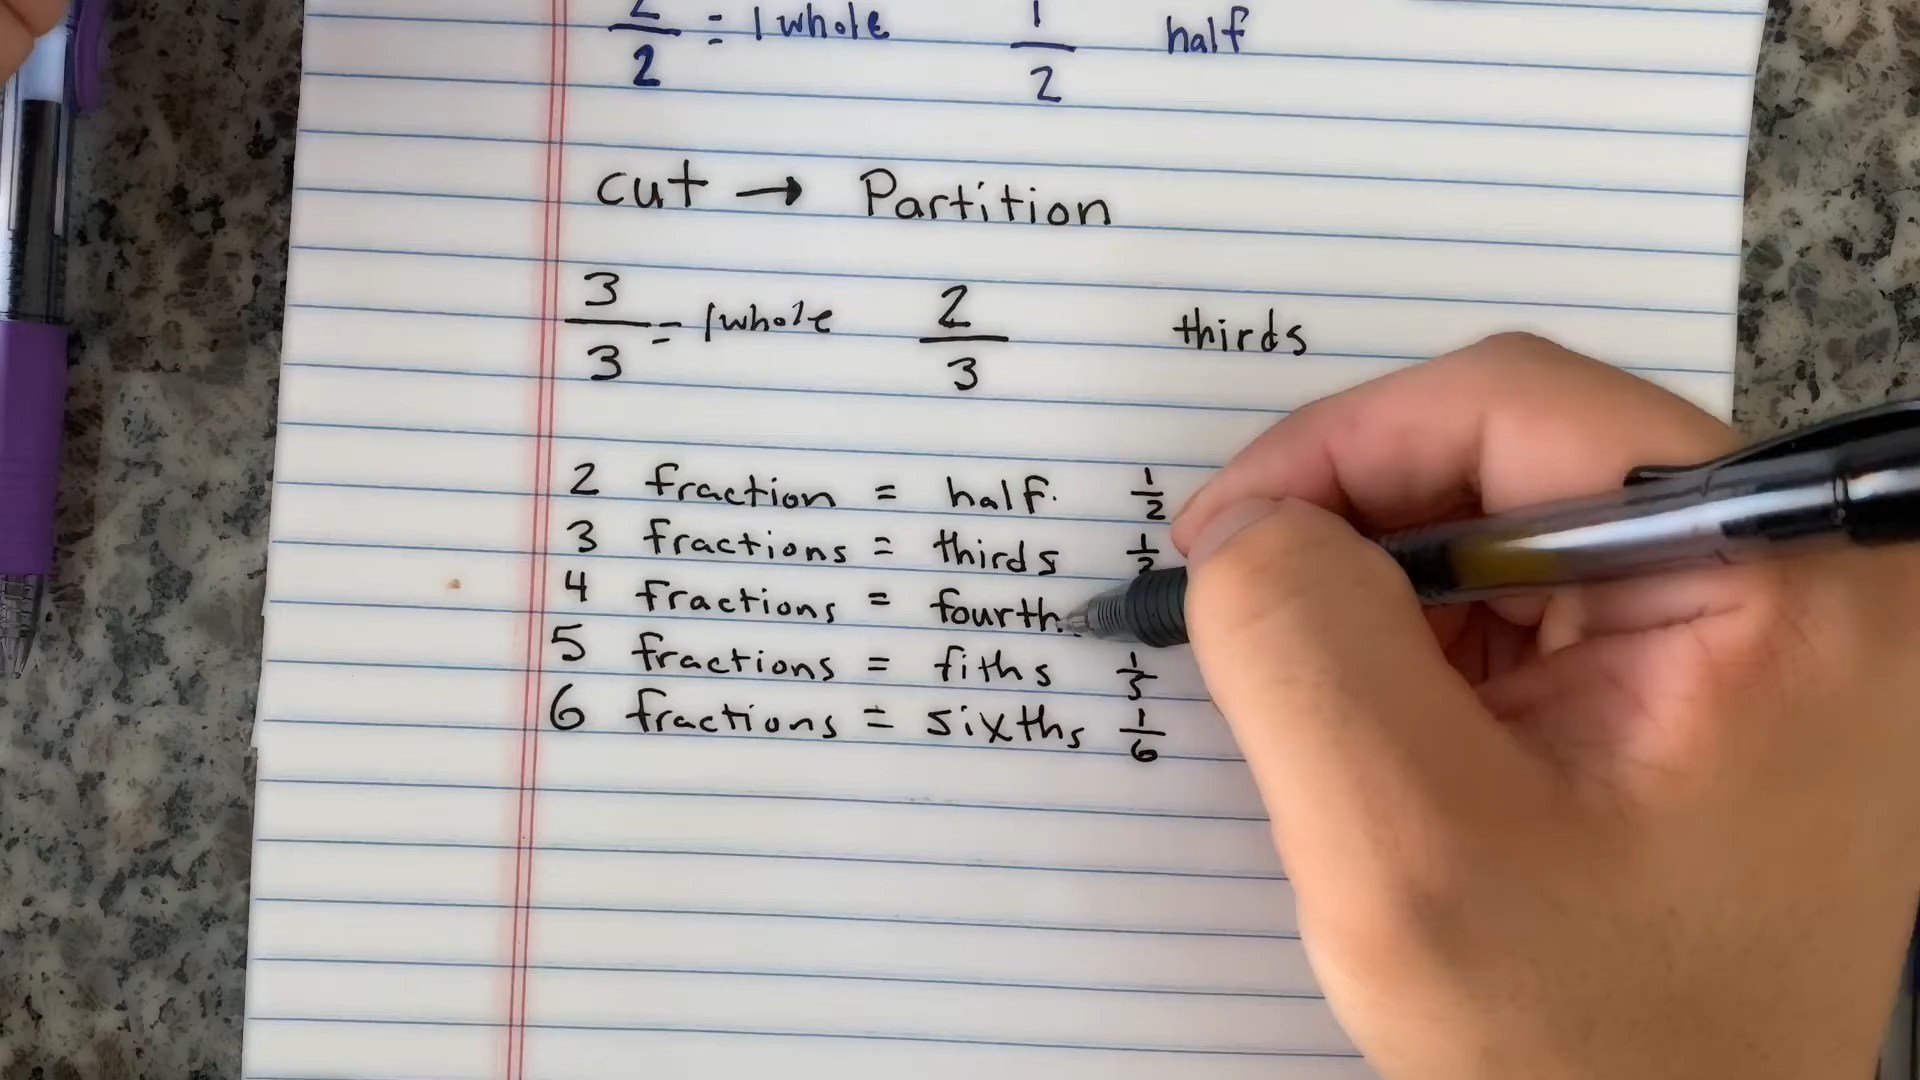 2/2 = 1 whole 1/2 half
cut → Partition
3/3 = 1 whole 2/3 thirds
2 fraction = half. 1/2
3 fractions = thirds
4 fractions = fourth
5 fractions = fiths 1/5
6 fractions = sixths 1/6